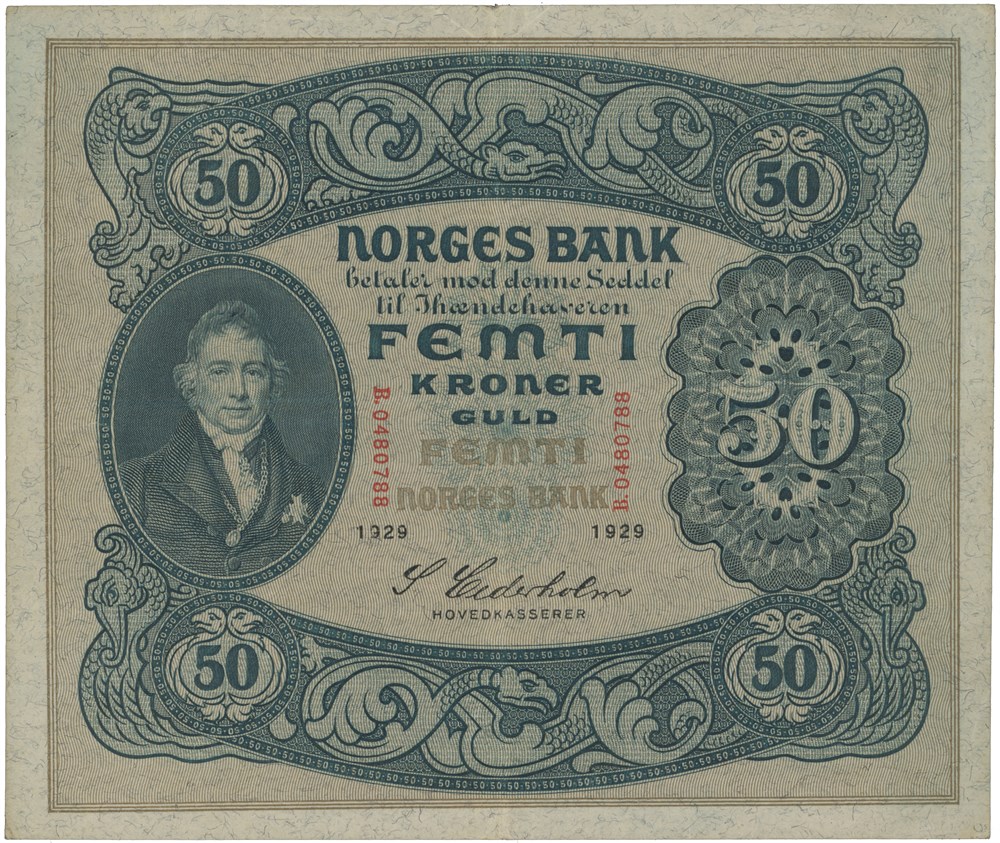 50
50
NORGES BANK
betaler mod denne Seddel
til Ihændehaveren
FEMTI
KRONER
GULD
FEMTI
NORGES BANK
B.0480788
B.0480788
50
1929
1929
S Cederholm
HOVEDKASSERER
50
50